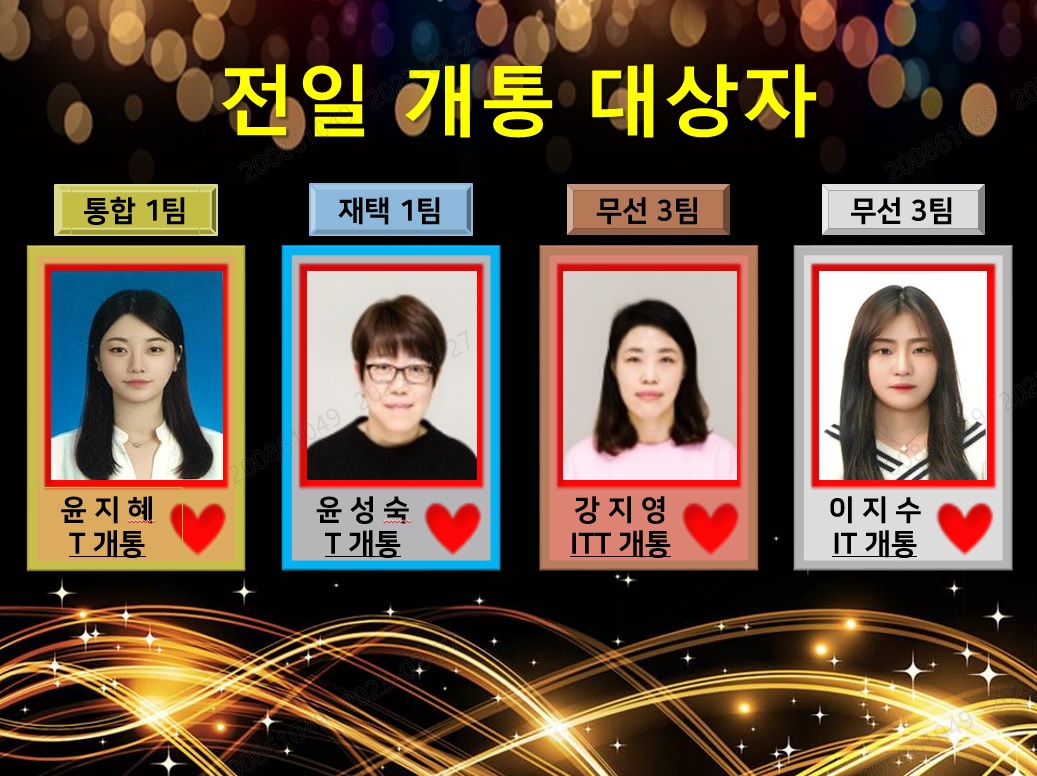 전일 개통 대상자
통합 1팀
재택 1팀
무선 3팀
무선 3팀
윤 지 혜
T 개통
윤 성 숙
T 개통
강 지 영
ITT 개통
이 지 수
IT 개통